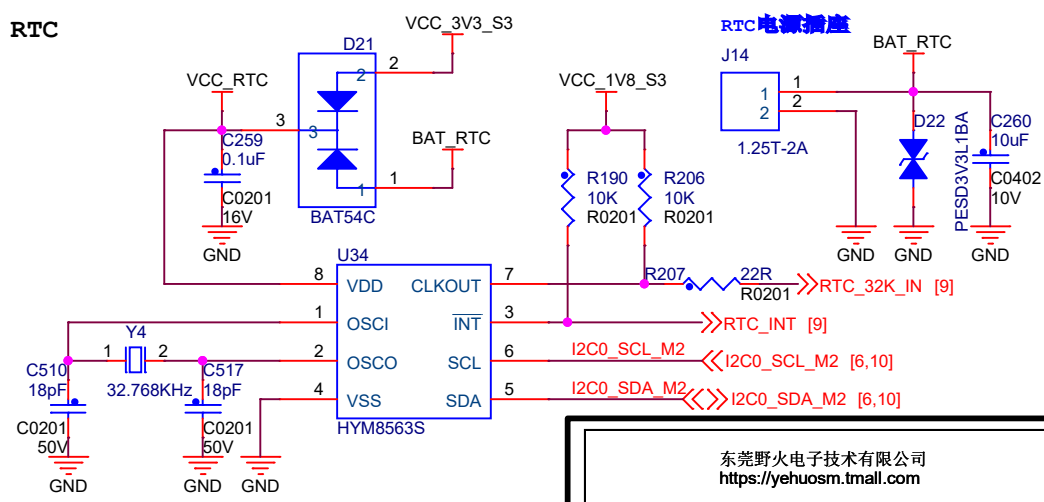 RTC
VCC_3V3_S3
D21
2
2
VCC_RTC
3
3
C259
0.1uF
C0201
16V
GND
BAT_RTC
1
1
BAT54C
VCC_1V8_S3
R190
10K
R0201
R206
10K
R0201
RTC电源插座
J14
1
1
2
2
1.25T-2A
BAT_RTC
D22
PESD3V3L1BA
C260
10uF
C0402
10V
GND
GND
GND
U34
8
VDD
CLKOUT
7
R207
22R
R0201
RTC_32K_IN [9]
1
OSCI
INT
3
RTC_INT [9]
Y4
1
2
32.768KHz
2
OSCO
SCL
6
I2C0_SCL_M2
I2C0_SCL_M2 [6,10]
4
VSS
SDA
5
I2C0_SDA_M2
I2C0_SDA_M2 [6,10]
HYM8563S
C510
18pF
C0201
50V
GND
C517
18pF
C0201
50V
GND
GND
东莞野火电子技术有限公司
https://yehuosm.tmall.com